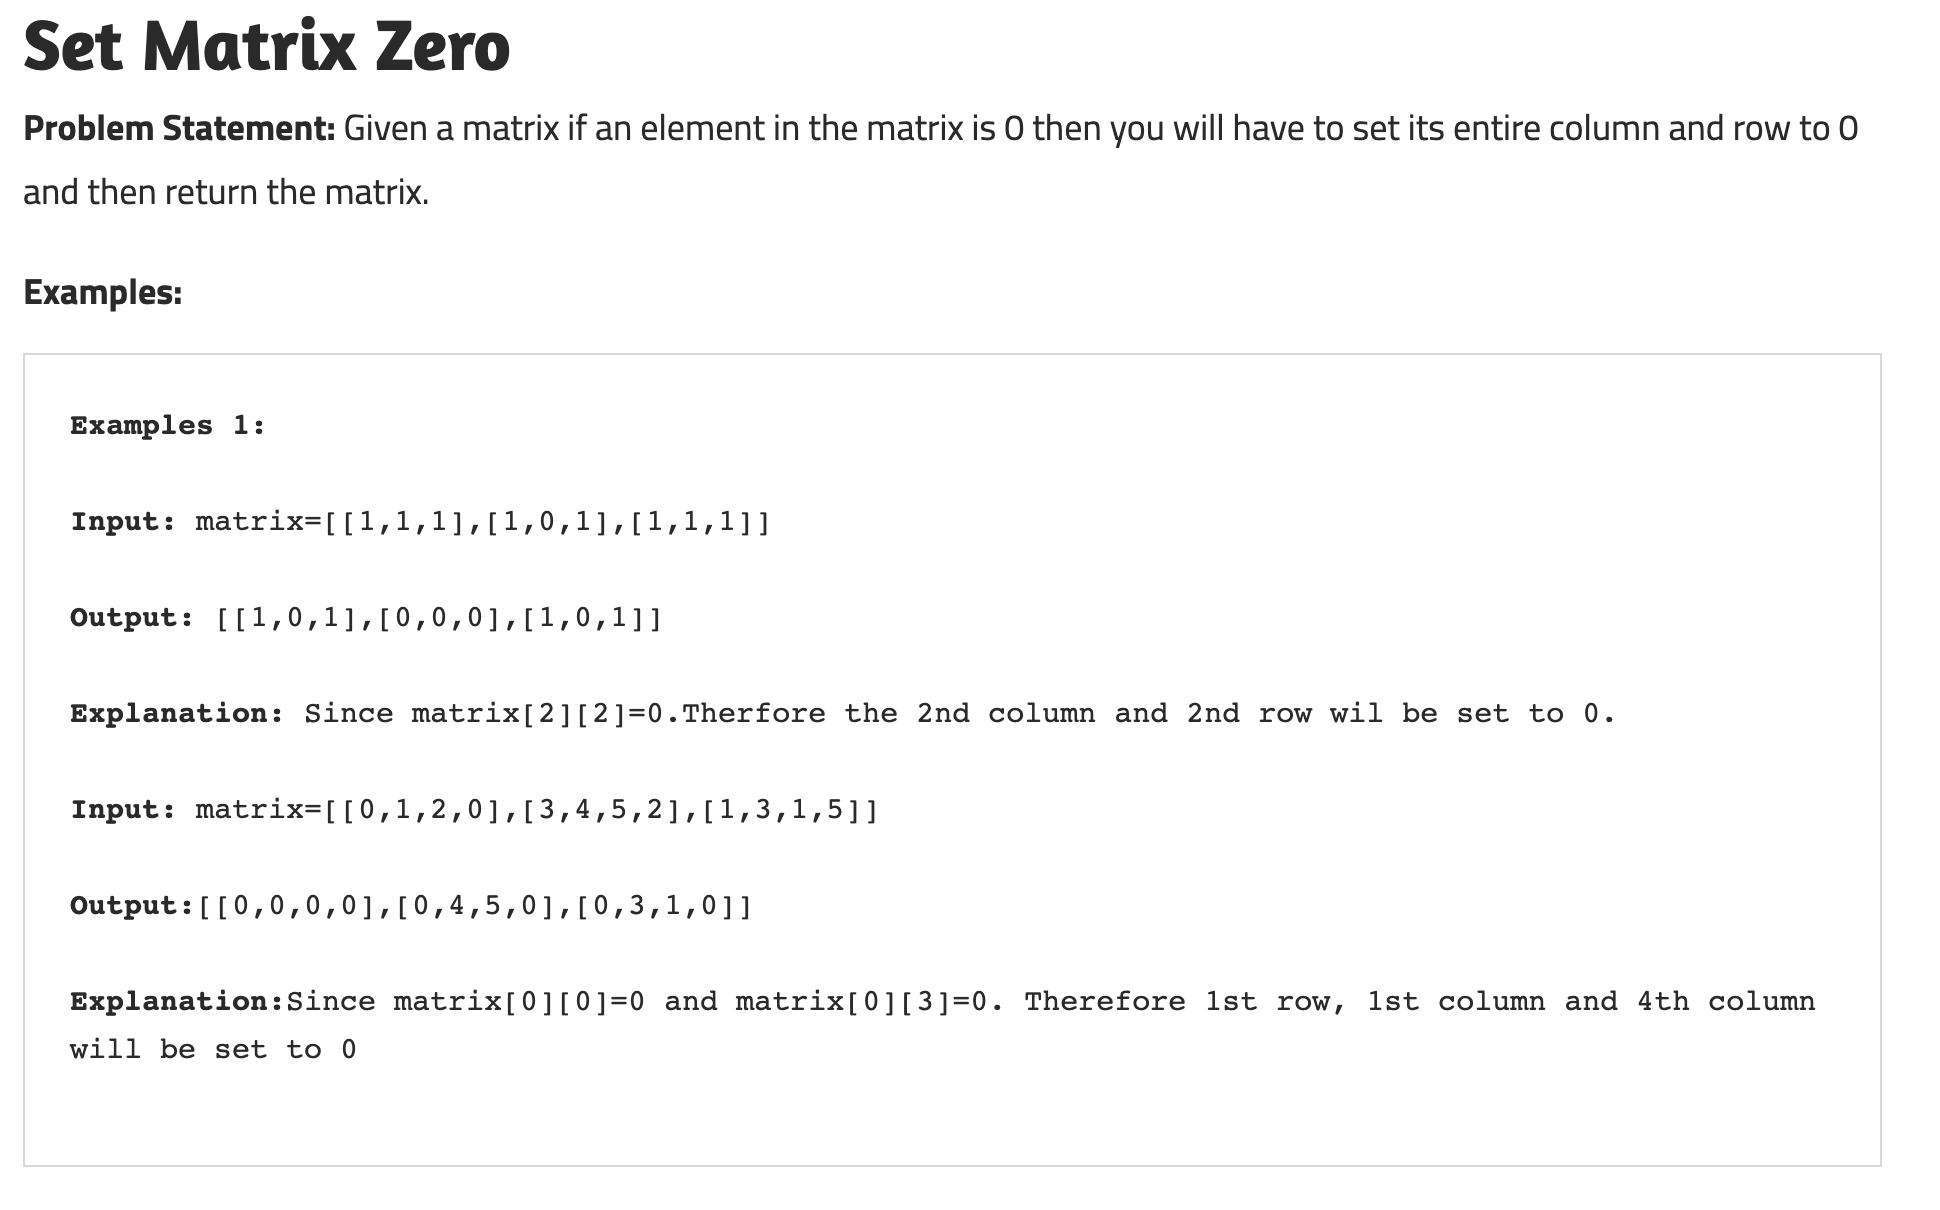 Set Matrix Zero
Problem Statement: Given a matrix if an element in the matrix is 0 then you will have to set its entire column and row to 0
and then return the matrix.
Examples:
Examples 1:
Input: matrix=[[1,1,1],[1,0,1],[1,1,1]]
Output: [[1,0,1],[0,0,0],[1,0,1]]
Explanation: Since matrix[2][2]=0.Therfore the 2nd column and 2nd row wil be set to 0.
Input: matrix=[[0,1,2,0],[3,4,5,2],[1,3,1,5]]
Output:[[0,0,0,0],[0,4,5,0],[0,3,1,0]]
Explanation:Since matrix[0][0]=0 and matrix[0][3]=0. Therefore 1st row, 1st column and 4th column
will be set to 0